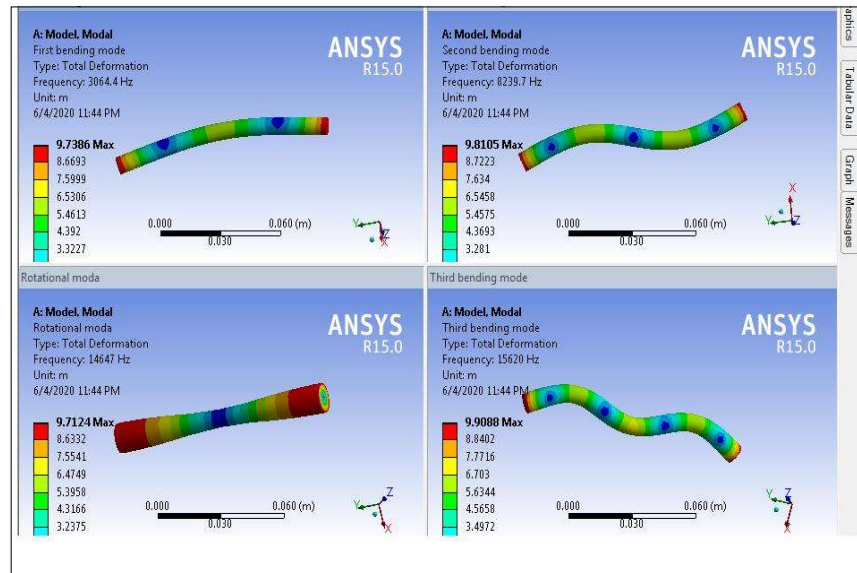 A: Model, Modal
First bending mode
Type: Total Deformation
Frequency: 3064.4 Hz
Unit: m
6/4/2020 11:44 PM
ANSYS
R15.0
9.7386 Max
8.6693
7.5999
6.5306
5.4613
4.392
3.3227
0.000
0.060 (m)
0.030
Y
Z
X
A: Model, Modal
Second bending mode
Type: Total Deformation
Frequency: 8239.7 Hz
Unit: m
6/4/2020 11:44 PM
ANSYS
R15.0
9.8105 Max
8.7223
7.634
6.5458
5.4575
4.3693
3.281
0.000
0.060 (m)
0.030
X
Y
Z
aphics
Tabular Data
Graph
Messages
Rotational moda
A: Model, Modal
Rotational moda
Type: Total Deformation
Frequency: 14647 Hz
Unit: m
6/4/2020 11:44 PM
ANSYS
R15.0
9.7124 Max
8.6332
7.5541
6.4749
5.3958
4.3166
3.2375
0.000
0.060 (m)
0.030
Y
Z
X
Third bending mode
A: Model, Modal
Third bending mode
Type: Total Deformation
Frequency: 15620 Hz
Unit: m
6/4/2020 11:44 PM
ANSYS
R15.0
9.9088 Max
8.8402
7.7716
6.703
5.6344
4.5658
3.4972
0.000
0.060 (m)
0.030
Y
Z
X